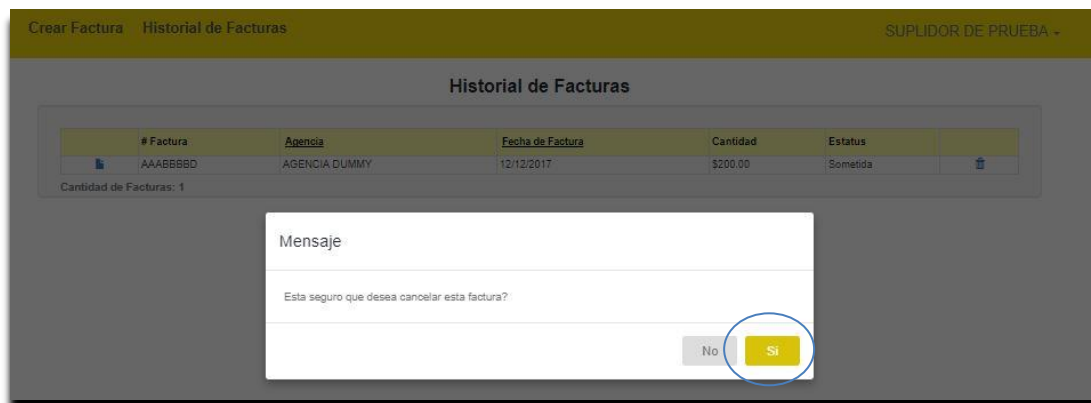 Crear Factura Historial de Facturas SUPLIDOR DE PRUEBA
Historial de Facturas
# Factura Agencia Fecha de Factura Cantidad Estatus
AAABBBBD AGENCIA DUMMY 12/12/2017 $200.00 Sometida
Cantidad de Facturas: 1
Mensaje
Esta seguro que desea cancelar esta factura?
No Si